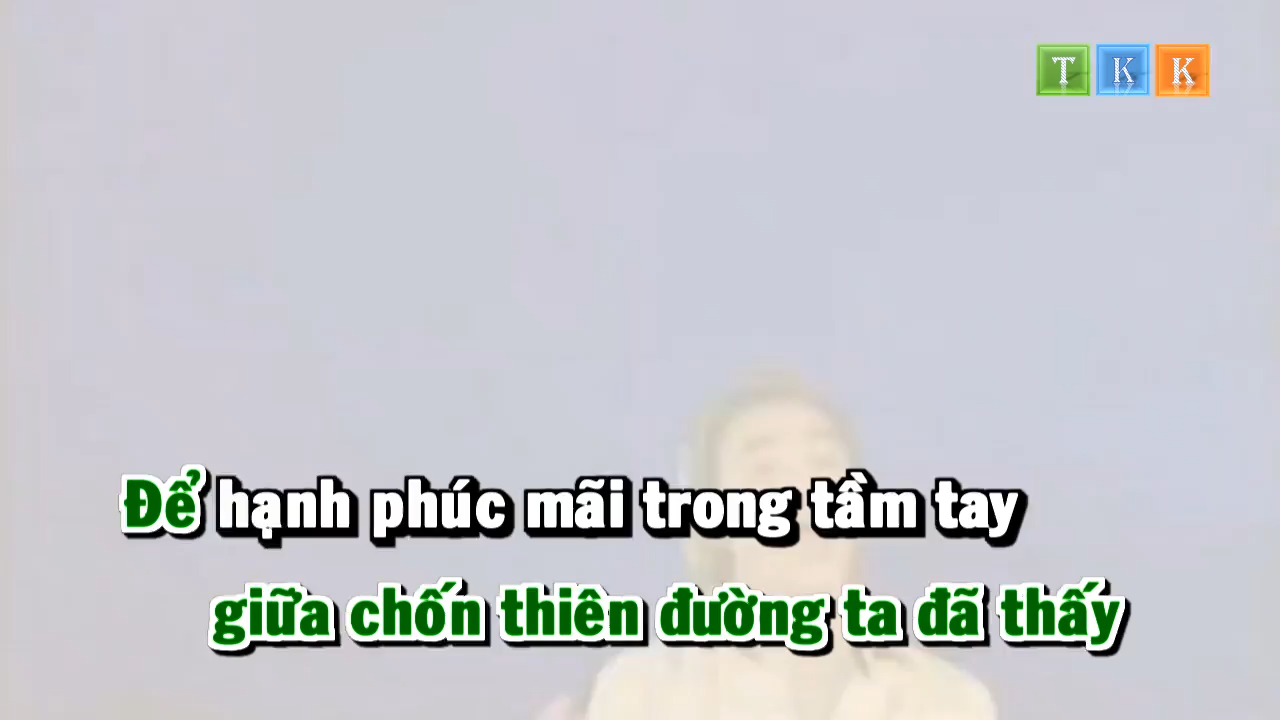 T K K
Để hạnh phúc mãi trong tầm tay
giữa chốn thiên đường ta đã thấy